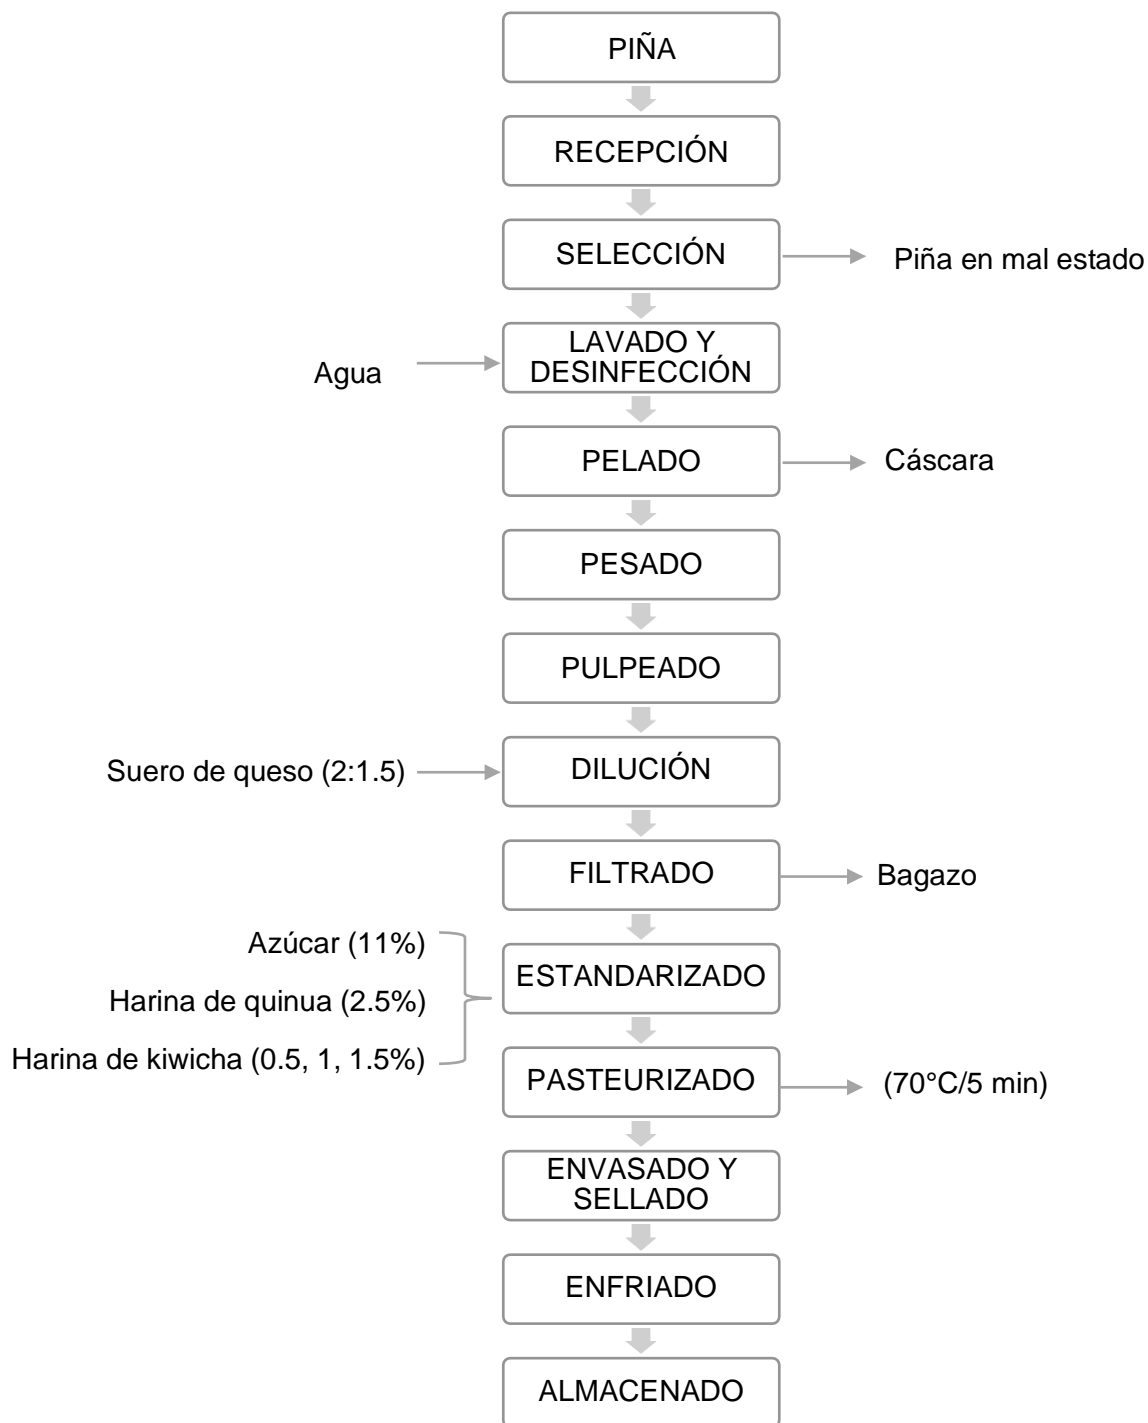 PIÑA
RECEPCIÓN
SELECCIÓN
Piña en mal estado
LAVADO Y
DESINFECCIÓN
Agua
PELADO
Cáscara
PESADO
PULPEADO
Suero de queso (2:1.5)
DILUCIÓN
FILTRADO
Bagazo
Azúcar (11%)
Harina de quinua (2.5%)
Harina de kiwicha (0.5, 1, 1.5%)
ESTANDARIZADO
PASTEURIZADO
(70°C/5 min)
ENVASADO Y
SELLADO
ENFRIADO
ALMACENADO